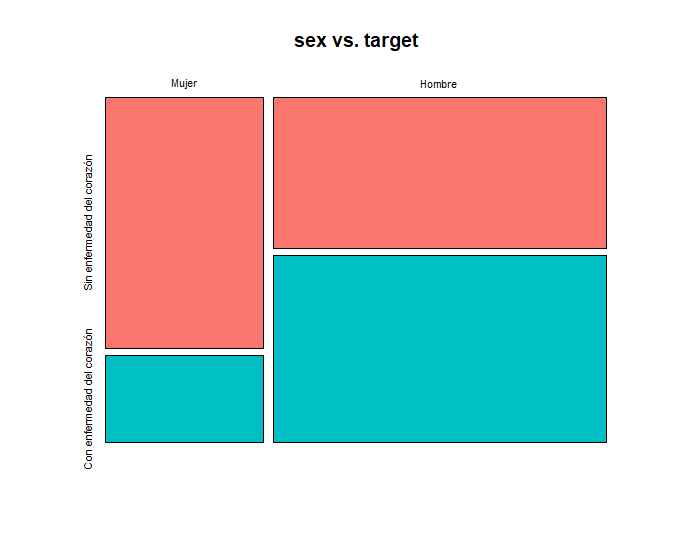 sex vs. target
Mujer
Hombre
Sin enfermedad del corazón
Con enfermedad del corazón